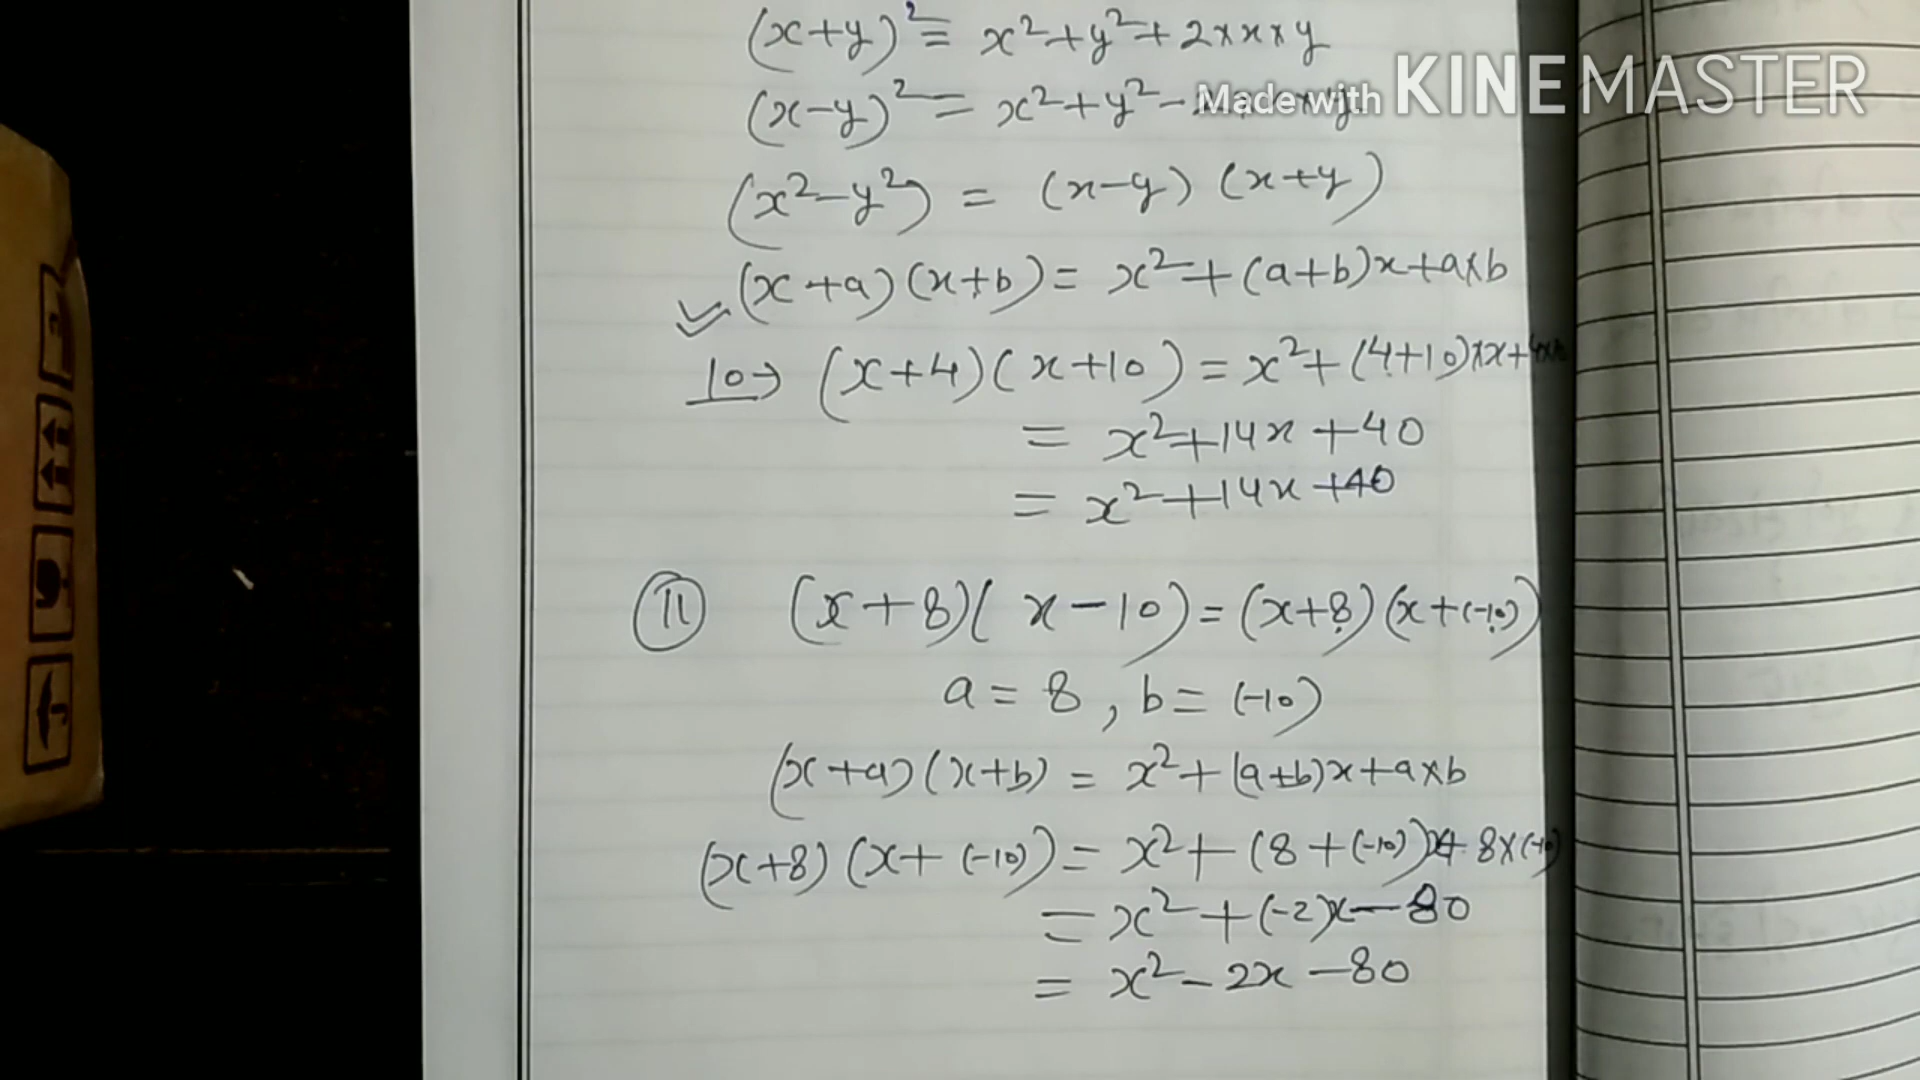 (x+y)² = x²+y²+2×x×y
Made with KINEMASTER
(x-y)² = x²+y²-
(x²-y²) = (x-y) (x+y)
(x+a)(x+b) = x²+(a+b)x+a×b
10→ (x+4)(x+10) = x²+(4+10)×x+
= x²+14x+40
= x²+14x+40
11 (x+8)(x-10) = (x+8)(x+(-10))
a = 8, b = (-10)
(x+a)(x+b) = x²+(a+b)x+a×b
(x+8)(x+(-10)) = x²+(8+(-10))x+8×(-10)
= x²+(-2)x-80
= x²-2x-80